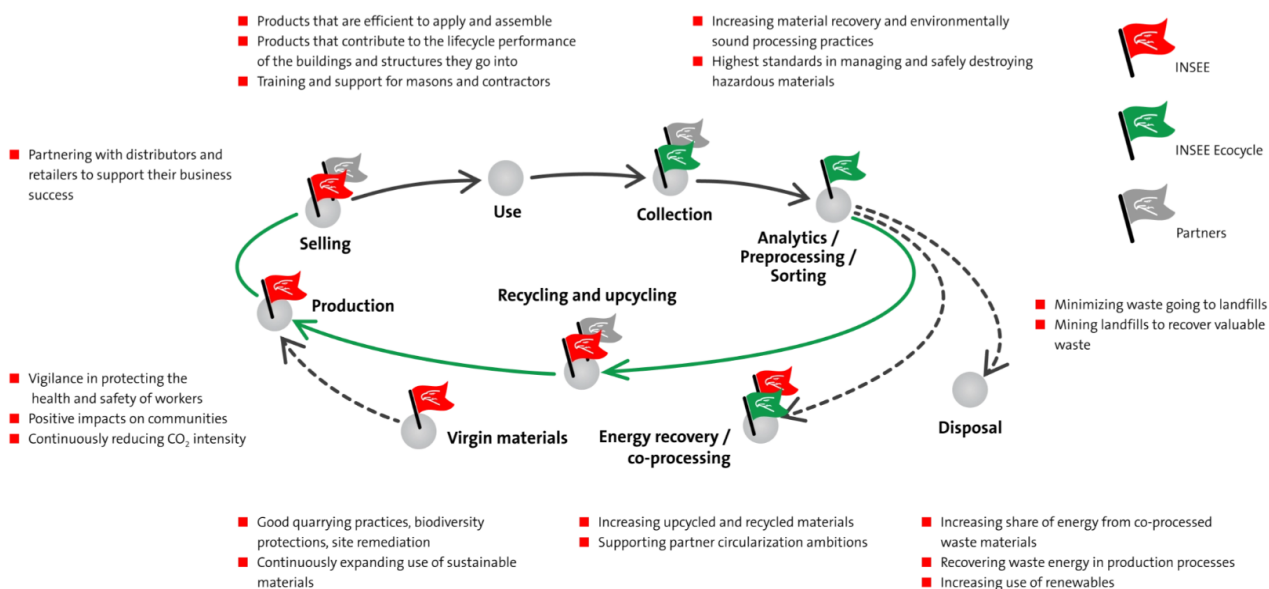 Products that are efficient to apply and assemble
Products that contribute to the lifecycle performance
of the buildings and structures they go into
Training and support for masons and contractors
Increasing material recovery and environmentally
sound processing practices
Highest standards in managing and safely destroying
hazardous materials
INSEE
INSEE Ecocycle
Partners
Partnering with distributors and
retailers to support their business
success
Selling
Use
Collection
Analytics /
Preprocessing /
Sorting
Production
Recycling and upcycling
Minimizing waste going to landfills
Mining landfills to recover valuable
waste
Vigilance in protecting the
health and safety of workers
Positive impacts on communities
Continuously reducing CO₂ intensity
Virgin materials
Energy recovery /
co-processing
Disposal
Good quarrying practices, biodiversity
protections, site remediation
Continuously expanding use of sustainable
materials
Increasing upcycled and recycled materials
Supporting partner circularization ambitions
Increasing share of energy from co-processed
waste materials
Recovering waste energy in production processes
Increasing use of renewables